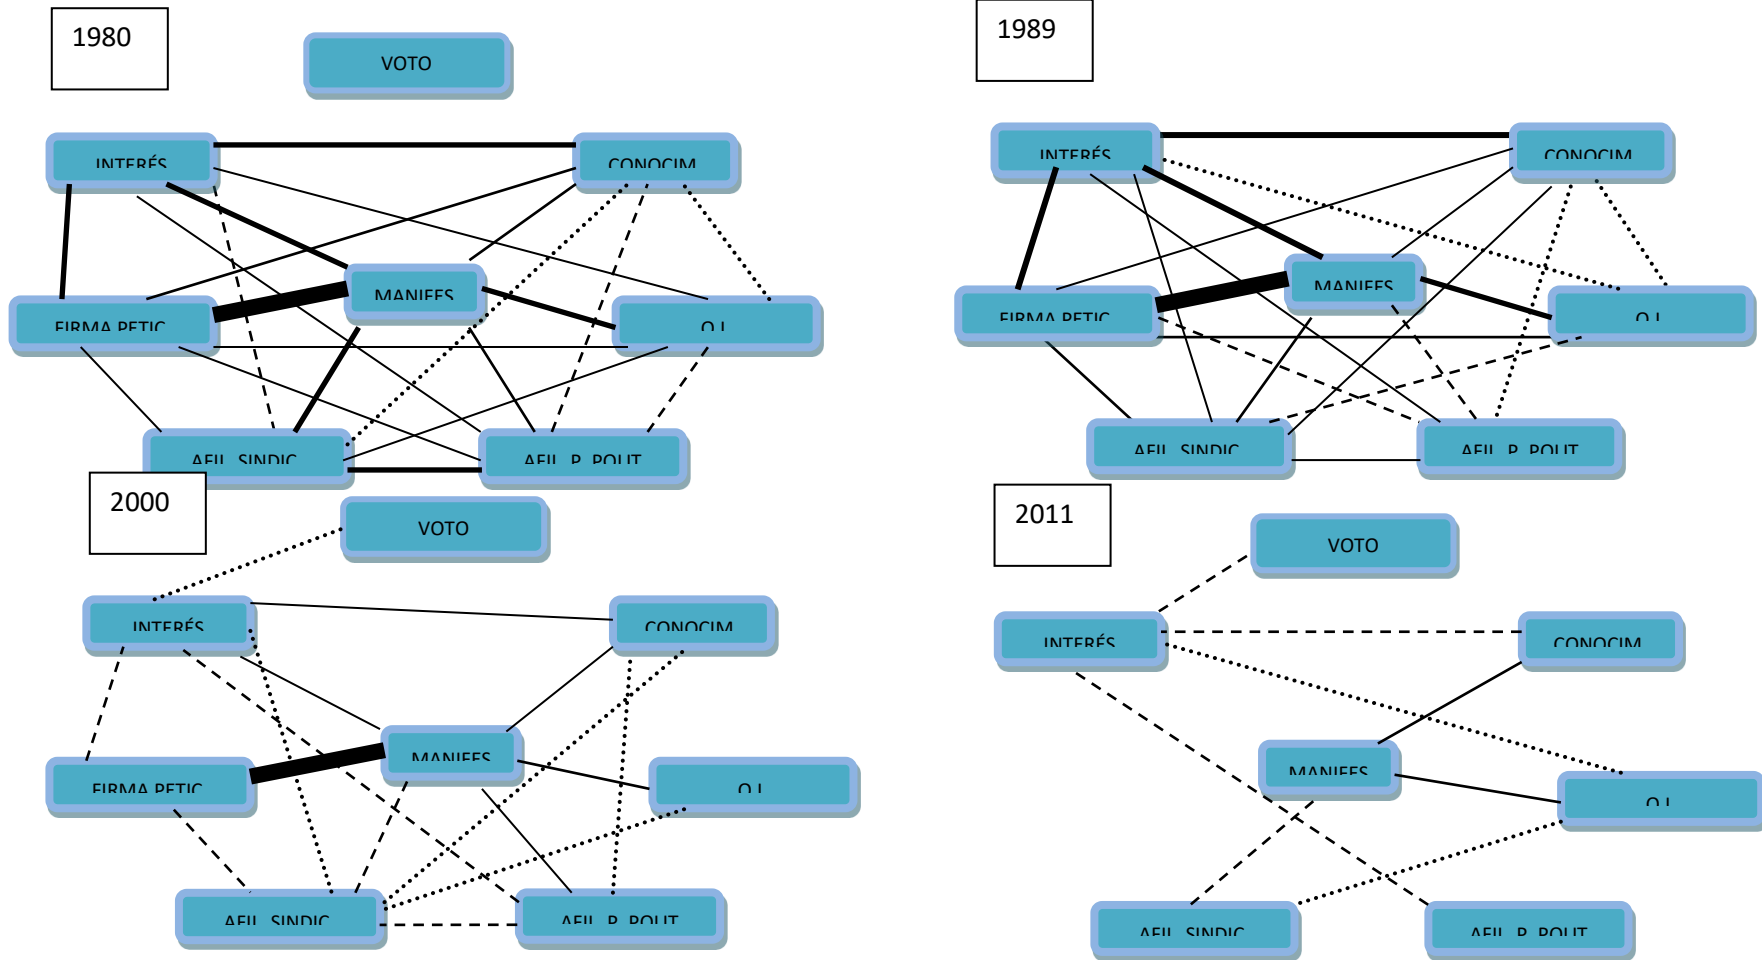 1980
VOTO
INTERÉS
CONOCIM
MANIFES
FIRMA PETIC
O.I.
AFIL. SINDIC
AFIL. P. POLIT
1989
INTERÉS
CONOCIM
MANIFES
FIRMA PETIC
O.I.
AFIL. SINDIC
AFIL. P. POLIT
2000
VOTO
INTERÉS
CONOCIM
MANIFES
FIRMA PETIC
O.I.
AFIL. SINDIC
AFIL. P. POLIT
2011
VOTO
INTERÉS
CONOCIM
MANIFES
O.I.
AFIL. SINDIC
AFIL. P. POLIT